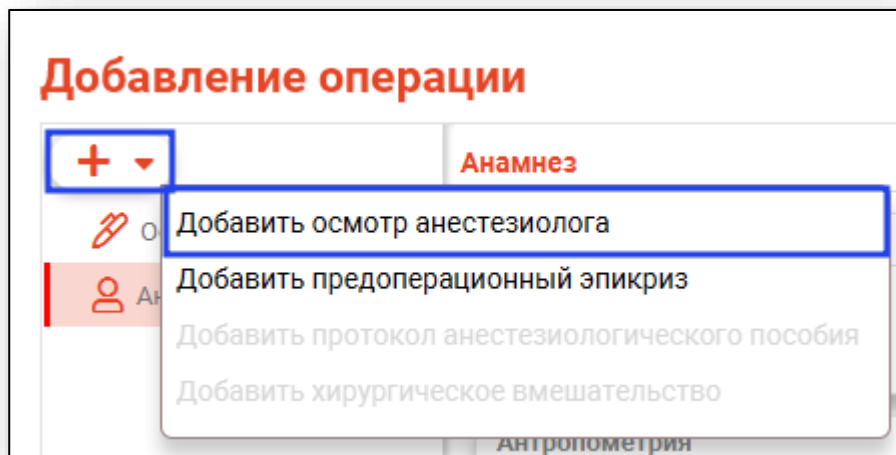 Добавление операции
Анамнез
Добавить осмотр анестезиолога
Добавить предоперационный эпикриз
Добавить протокол анестезиологического пособия
Добавить хирургическое вмешательство
Антропометрия